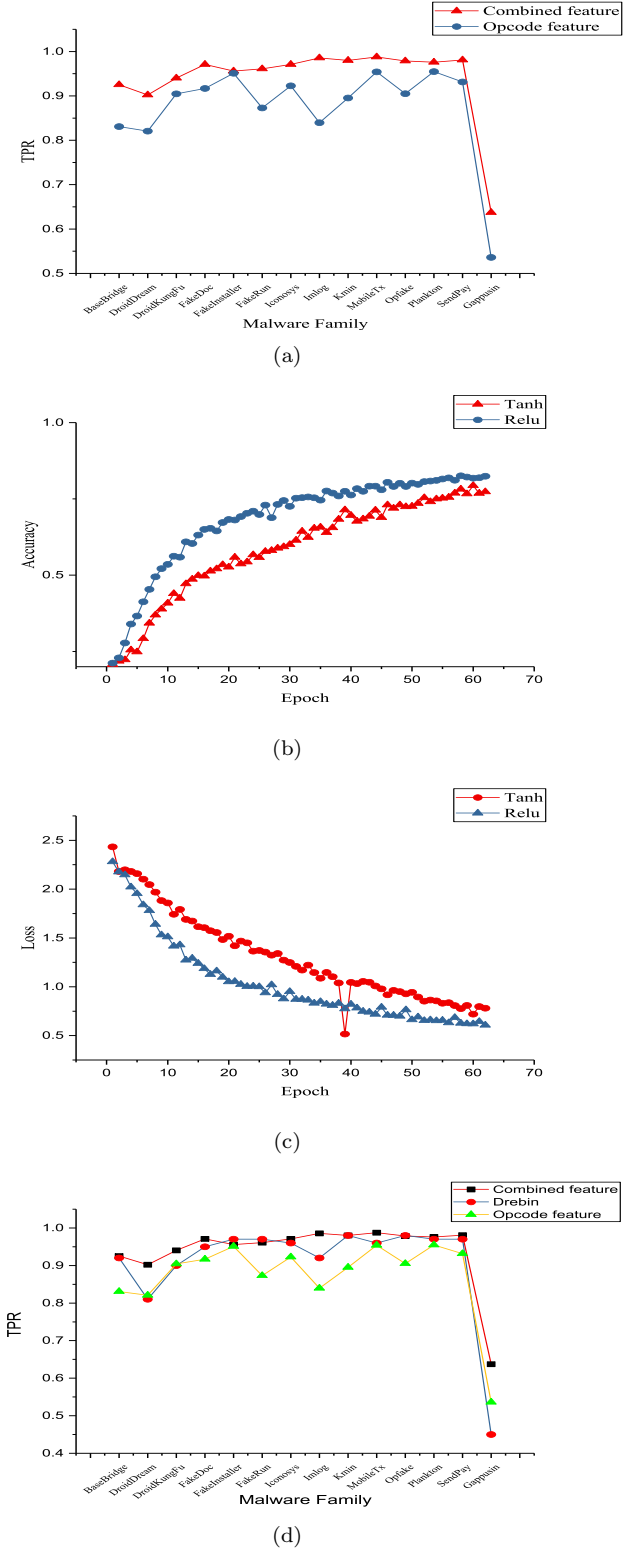 Combined feature
Opcode feature
1.0
0.9
0.8
0.7
0.6
0.5
TPR
BaseBridge
DroidDream
DroidKungFu
FakeDoc
FakeInstaller
FakeRun
Iconosys
Imlog
Kmin
MobileTx
Opfake
Plankton
SendPay
Gappusin
Malware Family
(a)
Tanh
Relu
1.0
0.5
Accuracy
0 10 20 30 40 50 60 70
Epoch
(b)
Tanh
Relu
2.5
2.0
1.5
1.0
0.5
Loss
0 10 20 30 40 50 60 70
Epoch
(c)
Combined feature
Drebin
Opcode feature
1.0
0.9
0.8
0.7
0.6
0.5
0.4
TPR
BaseBridge
DroidDream
DroidKungFu
FakeDoc
FakeInstaller
FakeRun
Iconosys
Imlog
Kmin
MobileTx
Opfake
Plankton
SendPay
Gappusin
Malware Family
(d)